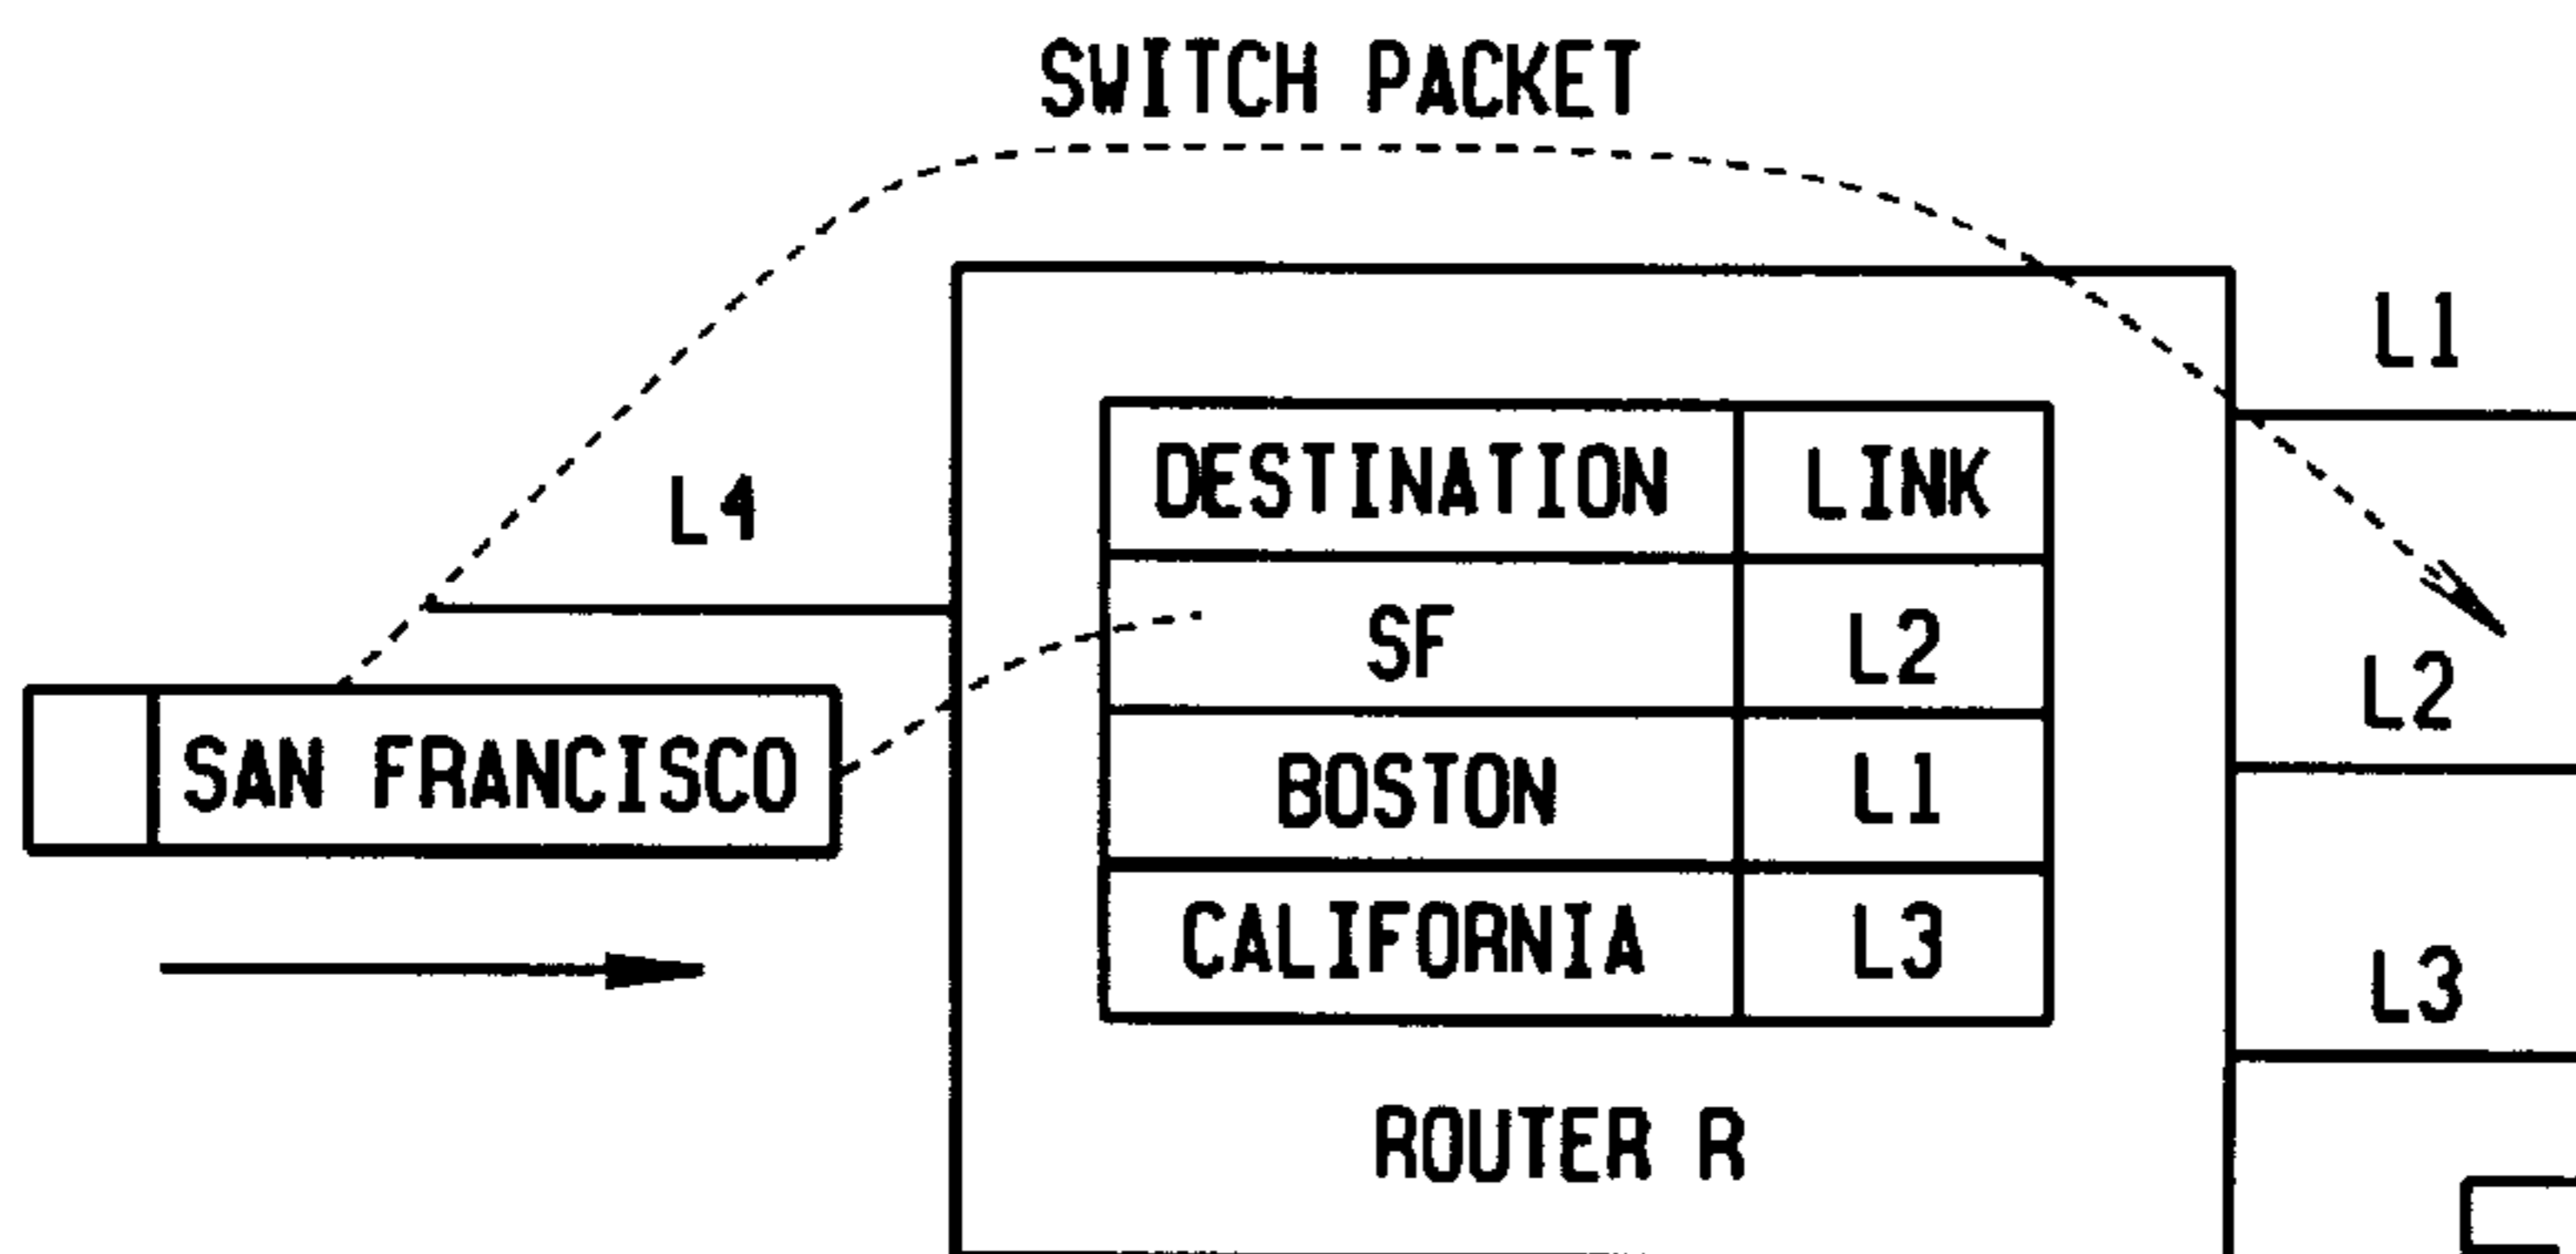 SWITCH PACKET
L1
L4
DESTINATION LINK
SF L2
L2
SAN FRANCISCO
BOSTON L1
CALIFORNIA L3
L3
ROUTER R